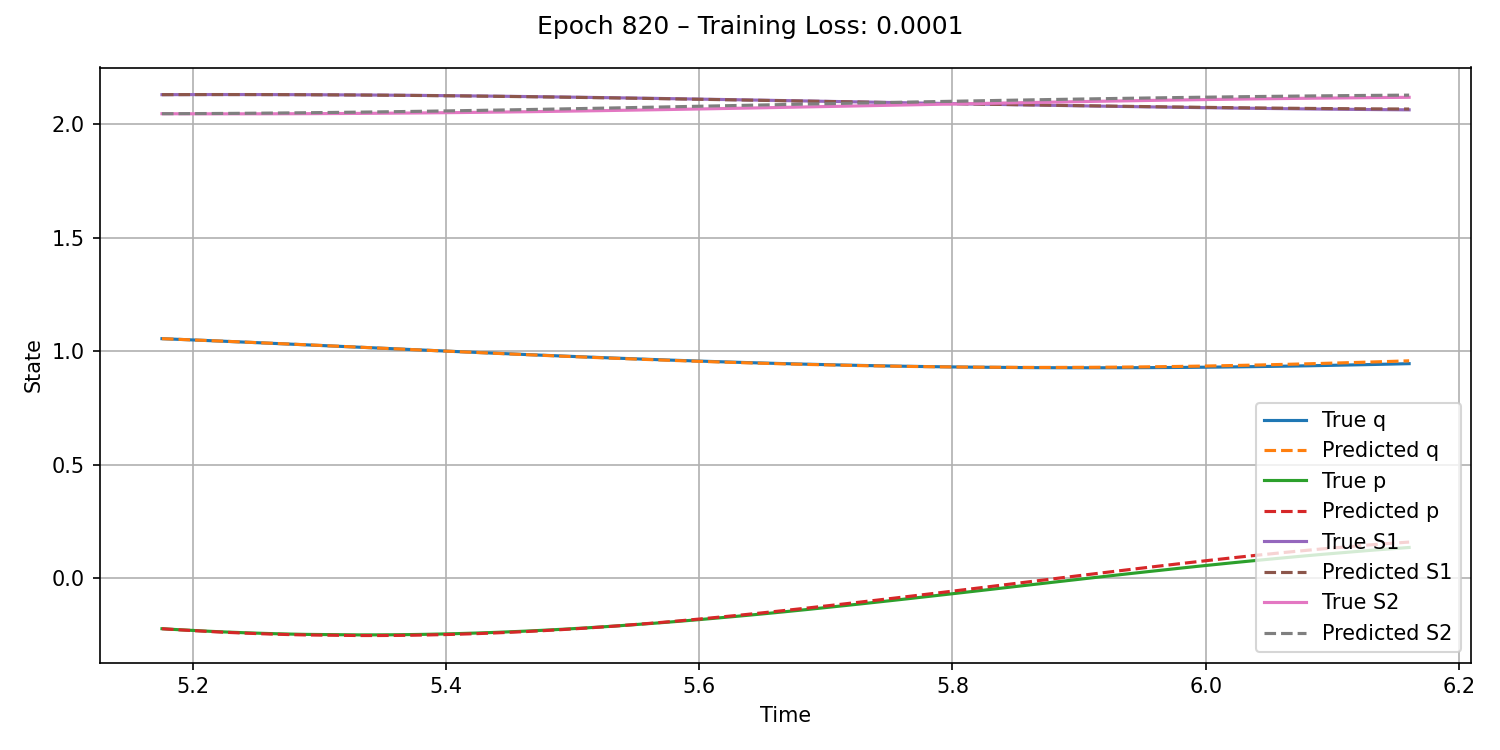 Epoch 820 – Training Loss: 0.0001
State
2.0
1.5
1.0
0.5
0.0
True q
Predicted q
True p
Predicted p
True S1
Predicted S1
True S2
Predicted S2
5.2 5.4 5.6 5.8 6.0 6.2
Time